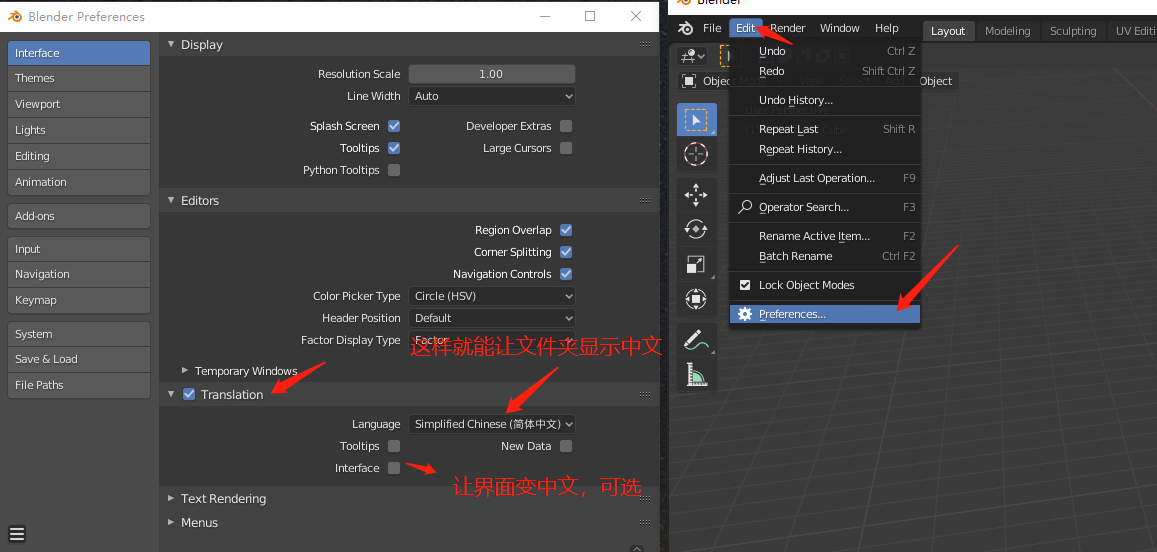 Blender Preferences
Interface
Themes
Viewport
Lights
Editing
Animation
Add-ons
Input
Navigation
Keymap
System
Save & Load
File Paths
Display
Resolution Scale 1.00
Line Width Auto
Splash Screen Developer Extras
Tooltips Large Cursors
Python Tooltips
Editors
Region Overlap
Corner Splitting
Navigation Controls
Color Picker Type Circle (HSV)
Header Position Default
Factor Display Type Factor
这样就能让文件夹显示中文
Temporary Windows
Translation
Language Simplified Chinese (简体中文)
Tooltips New Data
Interface
让界面变中文，可选
Text Rendering
Menus
Blender
File Edit Render Window Help Layout Modeling Sculpting UV Editi
Object Object
Undo Ctrl Z
Redo Shift Ctrl Z
Undo History...
Repeat Last Shift R
Repeat History...
Adjust Last Operation... F9
Operator Search... F3
Rename Active Item... F2
Batch Rename Ctrl F2
Lock Object Modes
Preferences...